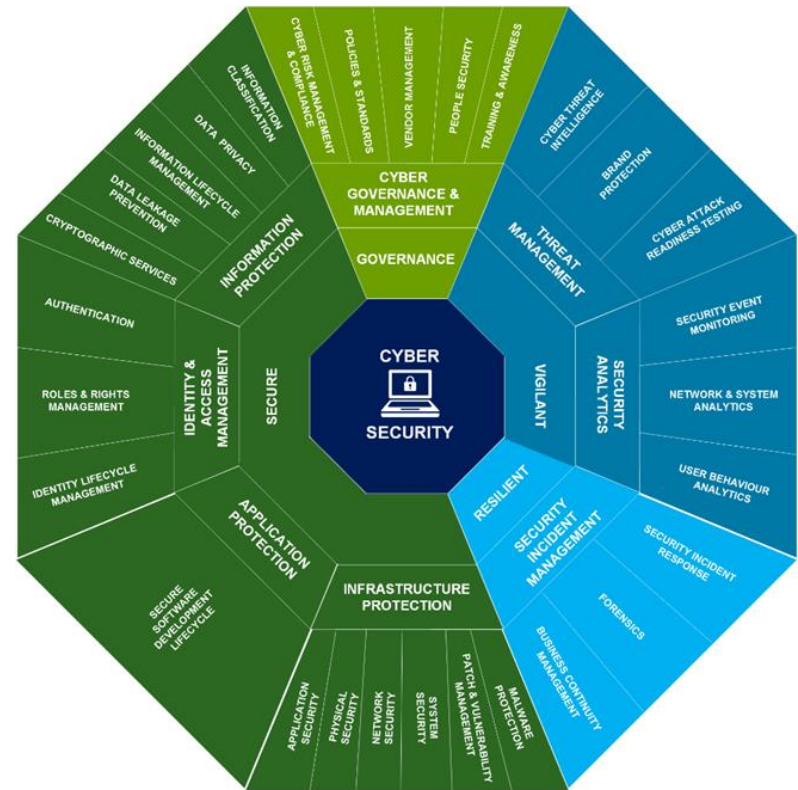 CYBER
SECURITY
GOVERNANCE
CYBER
GOVERNANCE &
MANAGEMENT
CYBER RISK MANAGEMENT
& COMPLIANCE
POLICIES &
STANDARDS
VENDOR MANAGEMENT
PEOPLE SECURITY
TRAINING & AWARENESS
VIGILANT
THREAT
MANAGEMENT
CYBER THREAT
INTELLIGENCE
BRAND
PROTECTION
CYBER ATTACK
READINESS TESTING
SECURITY
ANALYTICS
SECURITY EVENT
MONITORING
NETWORK & SYSTEM
ANALYTICS
USER BEHAVIOUR
ANALYTICS
RESILIENT
SECURITY
INCIDENT
MANAGEMENT
SECURITY INCIDENT
RESPONSE
FORENSICS
BUSINESS CONTINUITY
MANAGEMENT
SECURE
INFRASTRUCTURE
PROTECTION
APPLICATION
SECURITY
PHYSICAL
SECURITY
NETWORK
SECURITY
SYSTEM
SECURITY
PATCH & VULNERABILITY
MANAGEMENT
MALWARE
PROTECTION
APPLICATION
PROTECTION
SECURE
SOFTWARE
DEVELOPMENT
LIFECYCLE
IDENTITY &
ACCESS
MANAGEMENT
IDENTITY LIFECYCLE
MANAGEMENT
ROLES & RIGHTS
MANAGEMENT
AUTHENTICATION
INFORMATION
PROTECTION
CRYPTOGRAPHIC SERVICES
DATA LEAKAGE
PREVENTION
INFORMATION LIFECYCLE
MANAGEMENT
DATA PRIVACY
INFORMATION
CLASSIFICATION